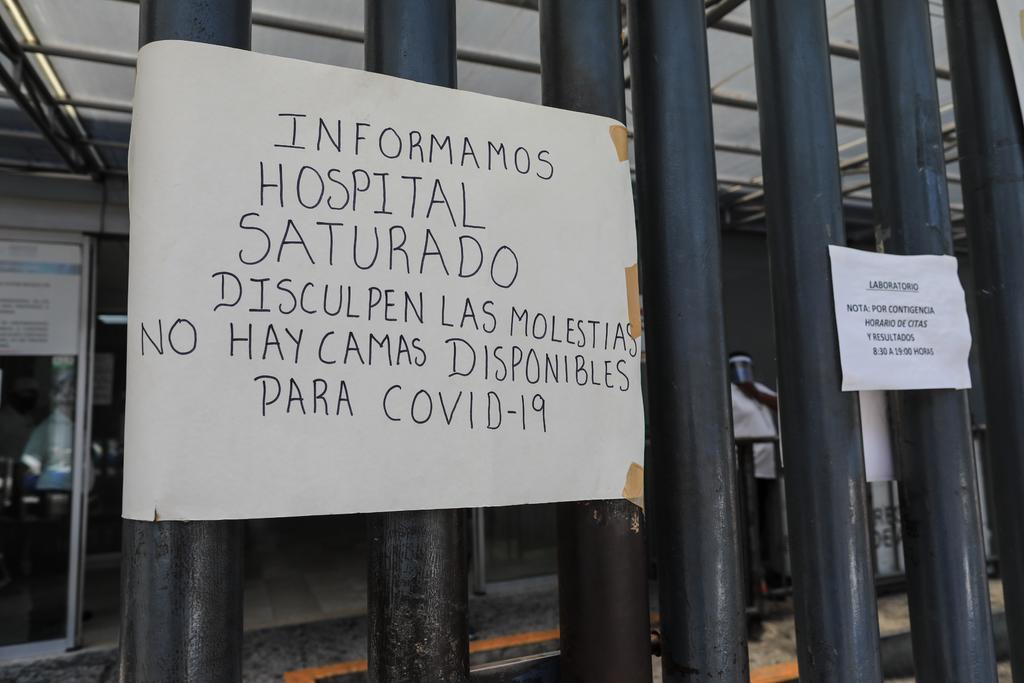 INFORMAMOS
HOSPITAL
SATURADO
DISCULPEN LAS MOLESTIAS
NO HAY CAMAS DISPONIBLES
PARA COVID-19
LABORATORIO
NOTA: POR CONTIGENCIA
HORARIO DE CITAS
Y RESULTADOS
8:30 A 19:00 HORAS